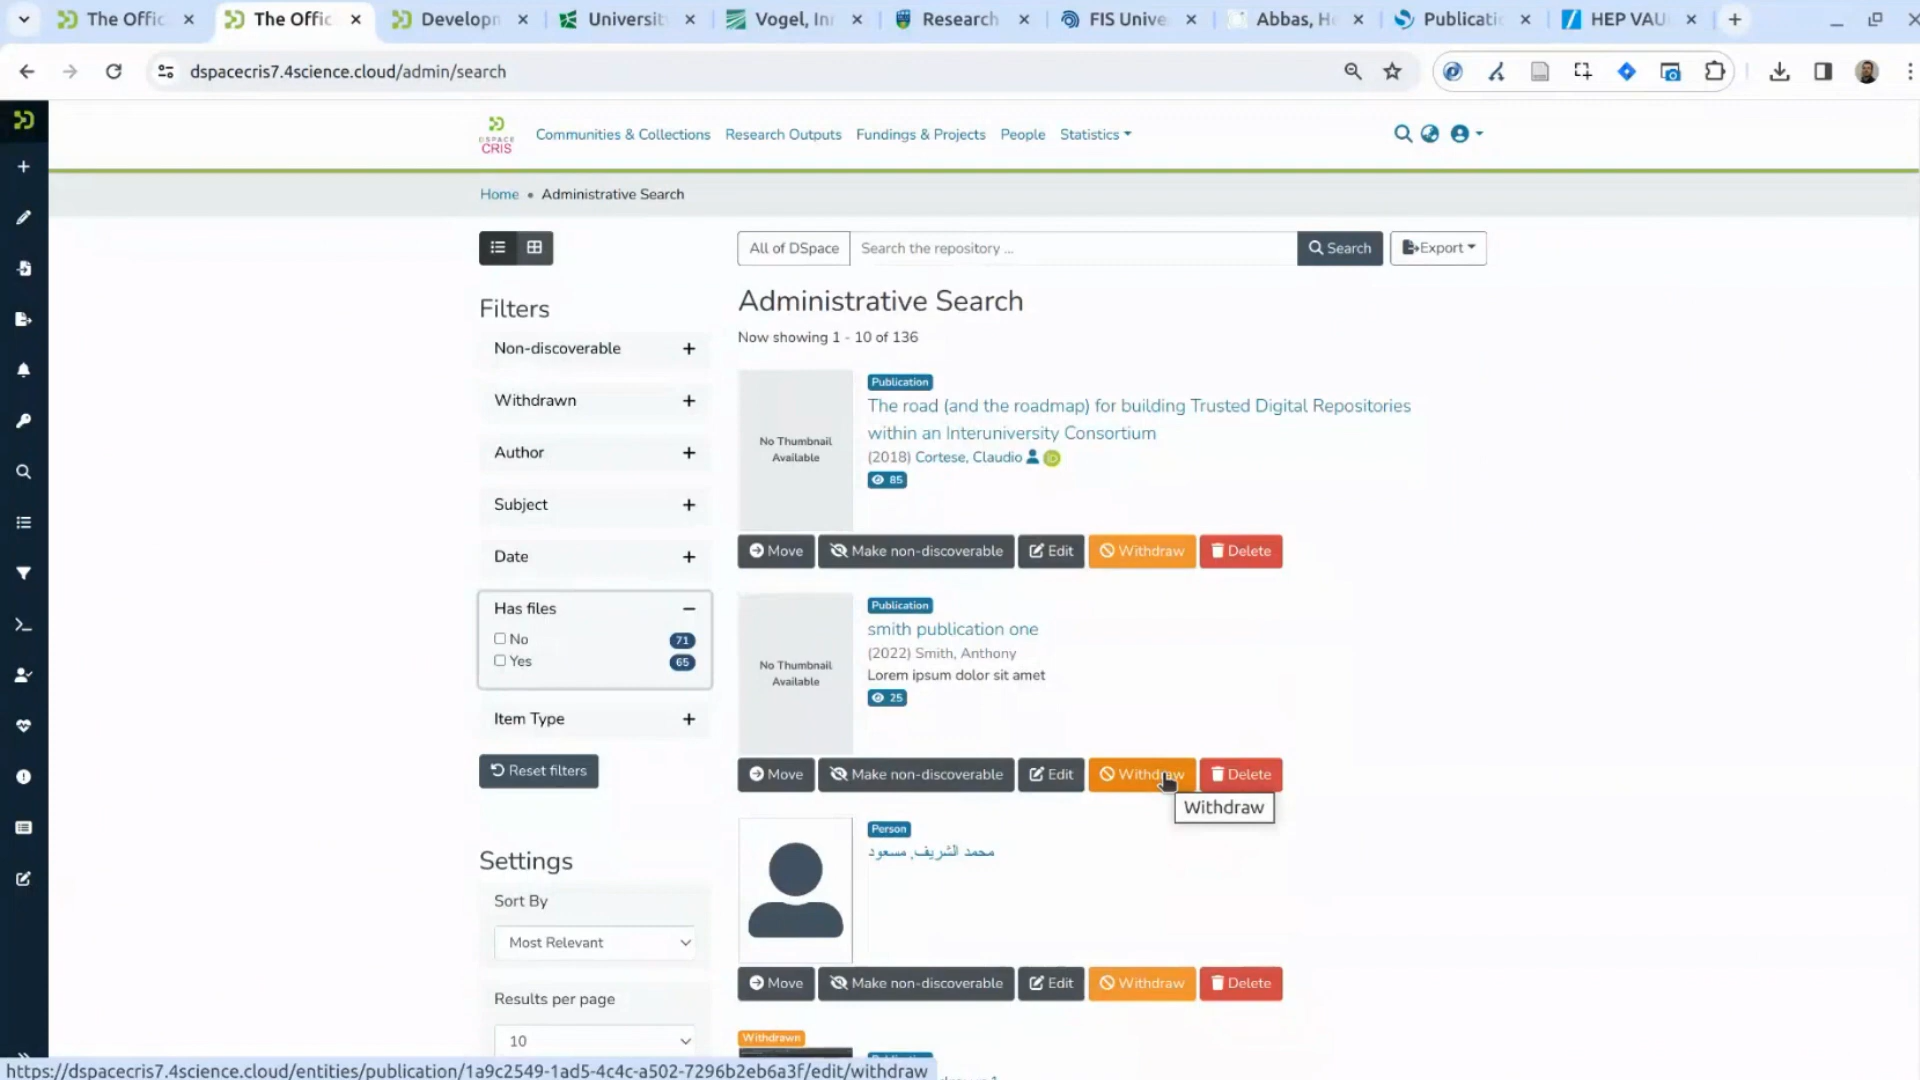 The Offic
The Offic
Developm
Universit
Vogel, Inn
Research
FIS Unive
Abbas, H
Publicatio
HEP VAU
dspacecris7.4science.cloud/admin/search
DSPACE
CRIS
Communities & Collections
Research Outputs
Fundings & Projects
People
Statistics
Home • Administrative Search
All of DSpace
Search the repository ...
Search
Export
Filters
Non-discoverable
Withdrawn
Author
Subject
Date
Has files
No 71
Yes 65
Item Type
Reset filters
Settings
Sort By
Most Relevant
Results per page
10
Administrative Search
Now showing 1 - 10 of 136
No Thumbnail
Available
Publication
The road (and the roadmap) for building Trusted Digital Repositories
within an Interuniversity Consortium
(2018) Cortese, Claudio iD
85
Move Make non-discoverable Edit Withdraw Delete
No Thumbnail
Available
Publication
smith publication one
(2022) Smith, Anthony
Lorem ipsum dolor sit amet
25
Move Make non-discoverable Edit Withdraw Delete
Withdraw
Person
محمد الشريف, مسعود
Move Make non-discoverable Edit Withdraw Delete
Withdrawn
https://dspacecris7.4science.cloud/entities/publication/1a9c2549-1ad5-4c4c-a502-7296b2eb6a3f/edit/withdraw